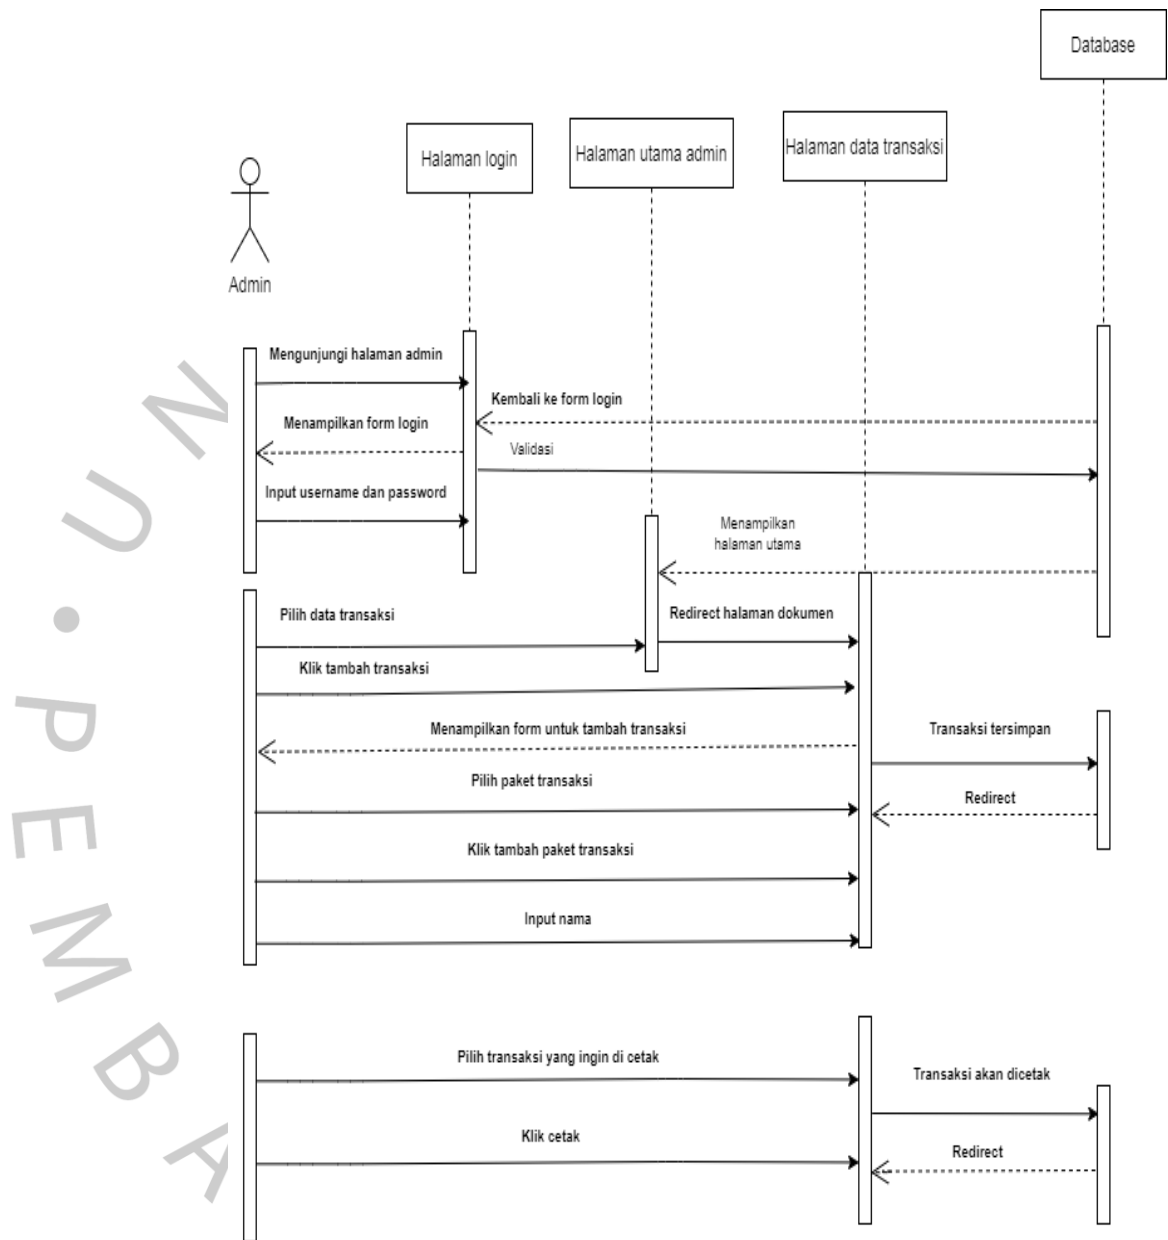 Database
Halaman login
Halaman utama admin
Halaman data transaksi
Admin
Mengunjungi halaman admin
Kembali ke form login
Menampilkan form login
Validasi
Input username dan password
Menampilkan
halaman utama
Pilih data transaksi
Redirect halaman dokumen
Klik tambah transaksi
Menampilkan form untuk tambah transaksi
Transaksi tersimpan
Pilih paket transaksi
Redirect
Klik tambah paket transaksi
Input nama
Pilih transaksi yang ingin di cetak
Transaksi akan dicetak
Klik cetak
Redirect
N U • P E M B A